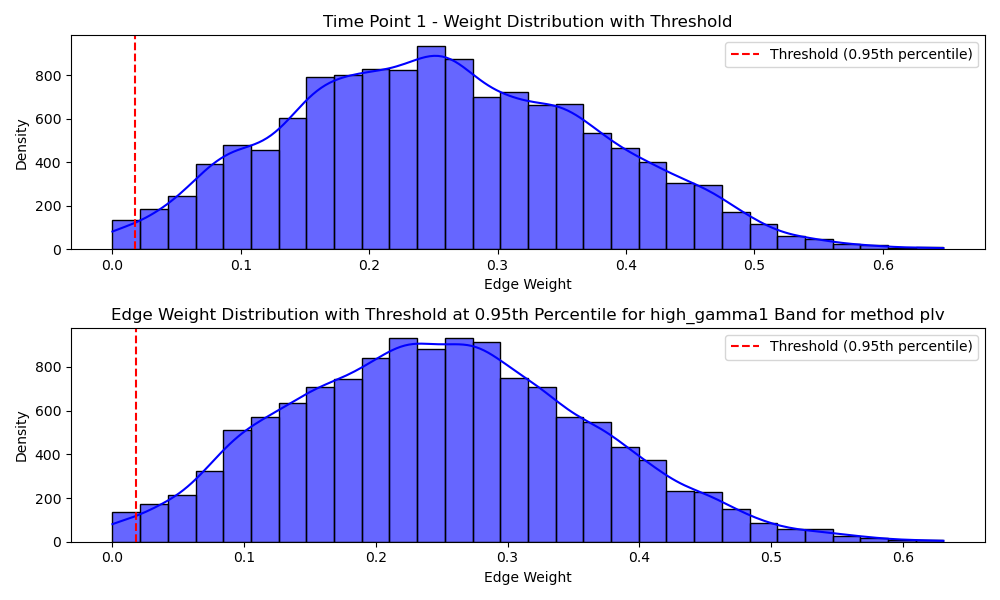 Time Point 1 - Weight Distribution with Threshold
Threshold (0.95th percentile)
Density
800
600
400
200
0
0.0 0.1 0.2 0.3 0.4 0.5 0.6
Edge Weight
Edge Weight Distribution with Threshold at 0.95th Percentile for high_gamma1 Band for method plv
Threshold (0.95th percentile)
Density
800
600
400
200
0
0.0 0.1 0.2 0.3 0.4 0.5 0.6
Edge Weight